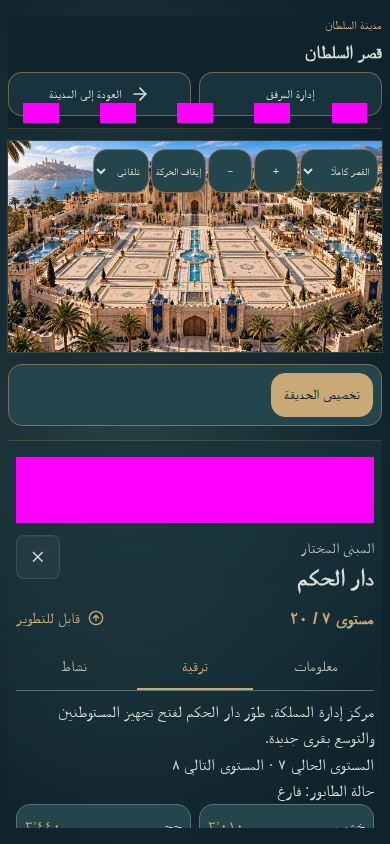 مدينة السلطان
قصر السلطان
إدارة المرفق
العودة إلى المدينة
القصر كاملًا
+
−
إيقاف الحركة
تلقائي
تخصيص الحديقة
المبنى المختار
دار الحكم
مستوى ٧ / ٢٠
قابل للتطوير
معلومات
ترقية
نشاط
مركز إدارة المملكة. طوّر دار الحكم لفتح تجهيز المستوطنين
والتوسع بقرى جديدة.
المستوى الحالي ٧ · المستوى التالي ٨
حالة الطابور: فارغ